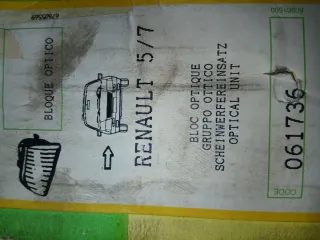 BLOQUE OPTICO
RENAULT 5/7
BLOC OPTIQUE
GRUPPO OTTICO
SCHEINWERFEREINSATZ
OPTICAL UNIT
CODE
061736